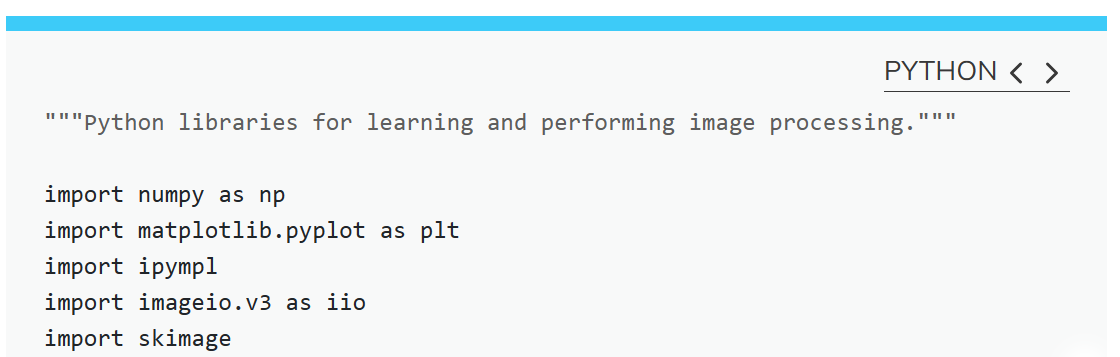 PYTHON < >
"""Python libraries for learning and performing image processing."""
import numpy as np
import matplotlib.pyplot as plt
import ipympl
import imageio.v3 as iio
import skimage